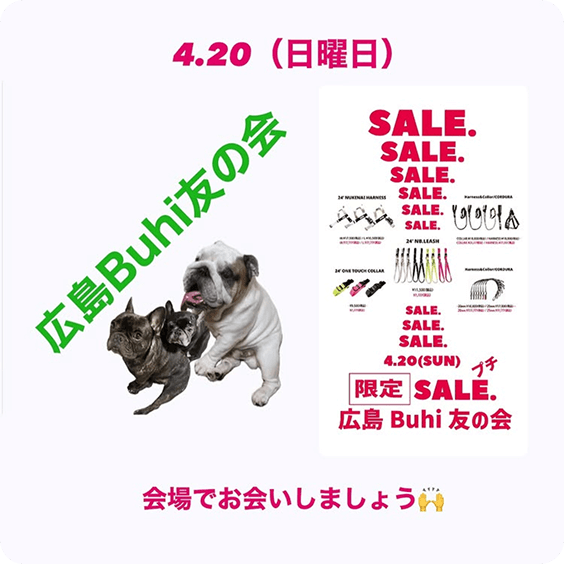 4.20（日曜日）
広島Buhi友の会
SALE.
SALE.
SALE.
SALE.
SALE.
SALE.
24' NUKENAI HARNESS
Harness&Collar/CORDURA
24' NB.LEASH
24' ONE TOUCH COLLAR
Harness&Collar/CORDURA
SALE.
SALE.
SALE.
4.20(SUN)
プチ
限定 SALE.
広島 Buhi 友の会
会場でお会いしましょう🙌